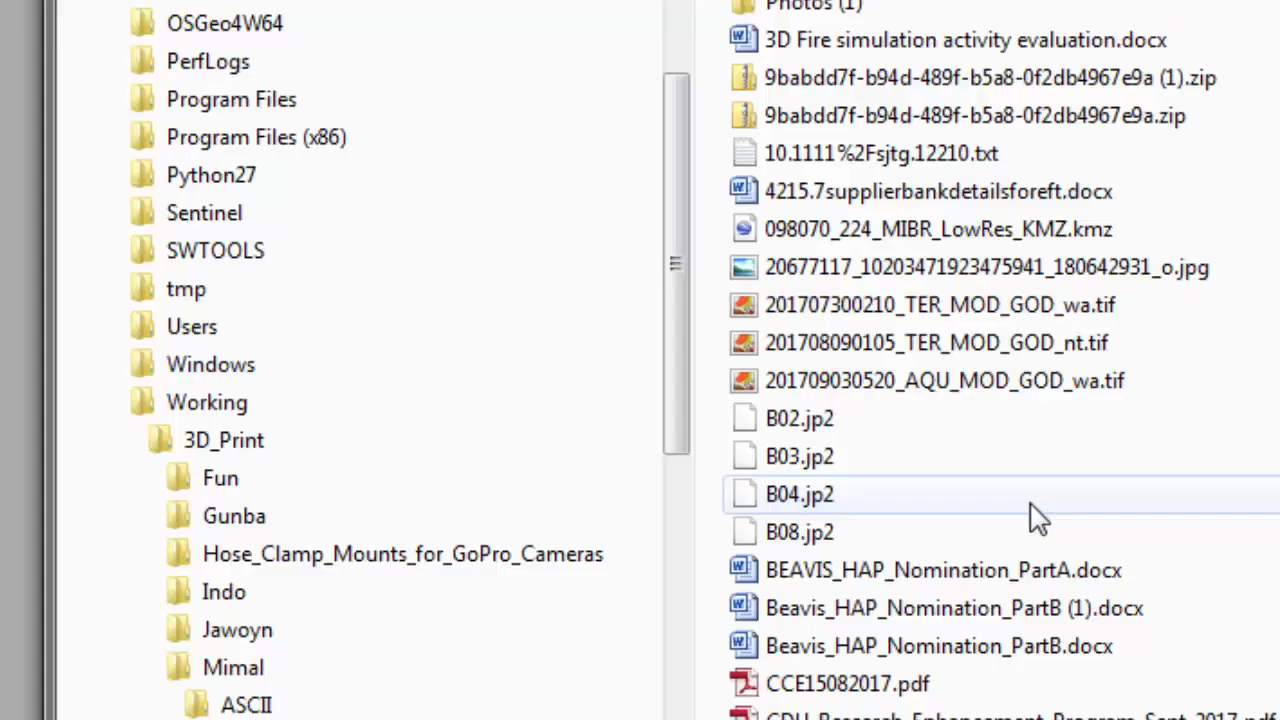 OSGeo4W64
PerfLogs
Program Files
Program Files (x86)
Python27
Sentinel
SWTOOLS
tmp
Users
Windows
Working
3D_Print
Fun
Gunba
Hose_Clamp_Mounts_for_GoPro_Cameras
Indo
Jawoyn
Mimal
ASCII
Photos (1)
3D Fire simulation activity evaluation.docx
9babdd7f-b94d-489f-b5a8-0f2db4967e9a (1).zip
9babdd7f-b94d-489f-b5a8-0f2db4967e9a.zip
10.1111%2Fsjtg.12210.txt
4215.7supplierbankdetailsforeft.docx
098070_224_MIBR_LowRes_KMZ.kmz
20677117_10203471923475941_180642931_o.jpg
201707300210_TER_MOD_GOD_wa.tif
201708090105_TER_MOD_GOD_nt.tif
201709030520_AQU_MOD_GOD_wa.tif
B02.jp2
B03.jp2
B04.jp2
B08.jp2
BEAVIS_HAP_Nomination_PartA.docx
Beavis_HAP_Nomination_PartB (1).docx
Beavis_HAP_Nomination_PartB.docx
CCE15082017.pdf
CDU_Research_Enhancement_Program_Sept_2017.pdf